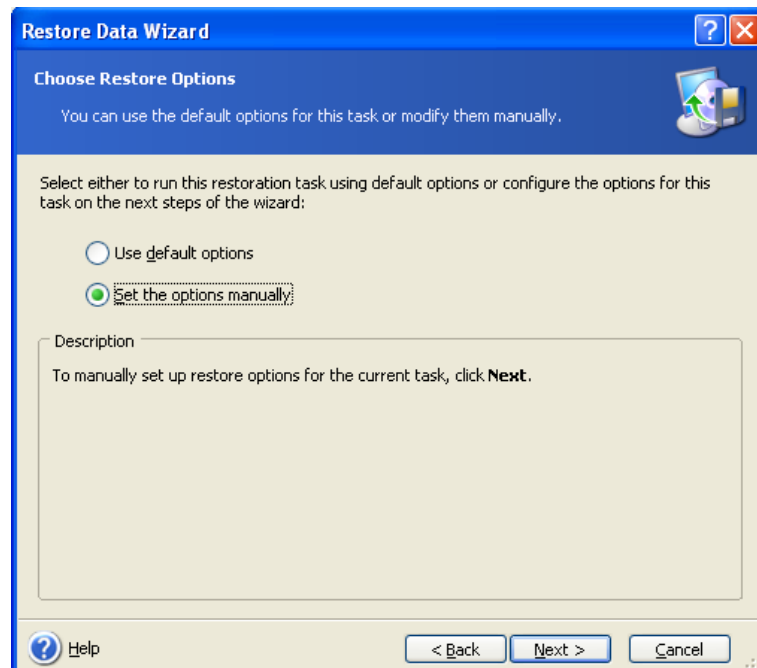 Restore Data Wizard
Choose Restore Options
You can use the default options for this task or modify them manually.
Select either to run this restoration task using default options or configure the options for this
task on the next steps of the wizard:
Use default options
Set the options manually
Description
To manually set up restore options for the current task, click Next.
Help
< Back
Next >
Cancel